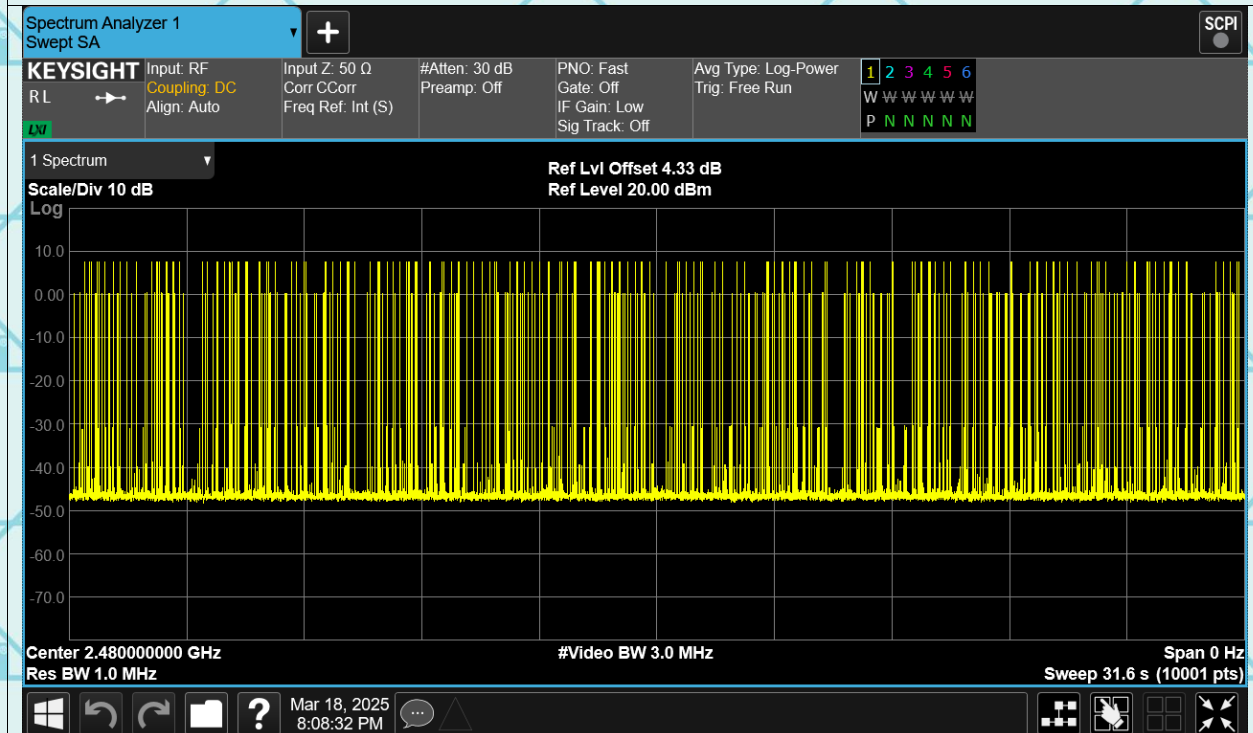 Spectrum Analyzer 1
Swept SA
SCPI
KEYSIGHT
RL
LXI
Input: RF
Coupling: DC
Align: Auto
Input Z: 50 Ω
Corr CCorr
Freq Ref: Int (S)
#Atten: 30 dB
Preamp: Off
PNO: Fast
Gate: Off
IF Gain: Low
Sig Track: Off
Avg Type: Log-Power
Trig: Free Run
1 2 3 4 5 6
W W W W W W
P N N N N N
1 Spectrum
Scale/Div 10 dB
Log
Ref Lvl Offset 4.33 dB
Ref Level 20.00 dBm
10.0
0.00
-10.0
-20.0
-30.0
-40.0
-50.0
-60.0
-70.0
Center 2.480000000 GHz
Res BW 1.0 MHz
#Video BW 3.0 MHz
Span 0 Hz
Sweep 31.6 s (10001 pts)
?
Mar 18, 2025
8:08:32 PM